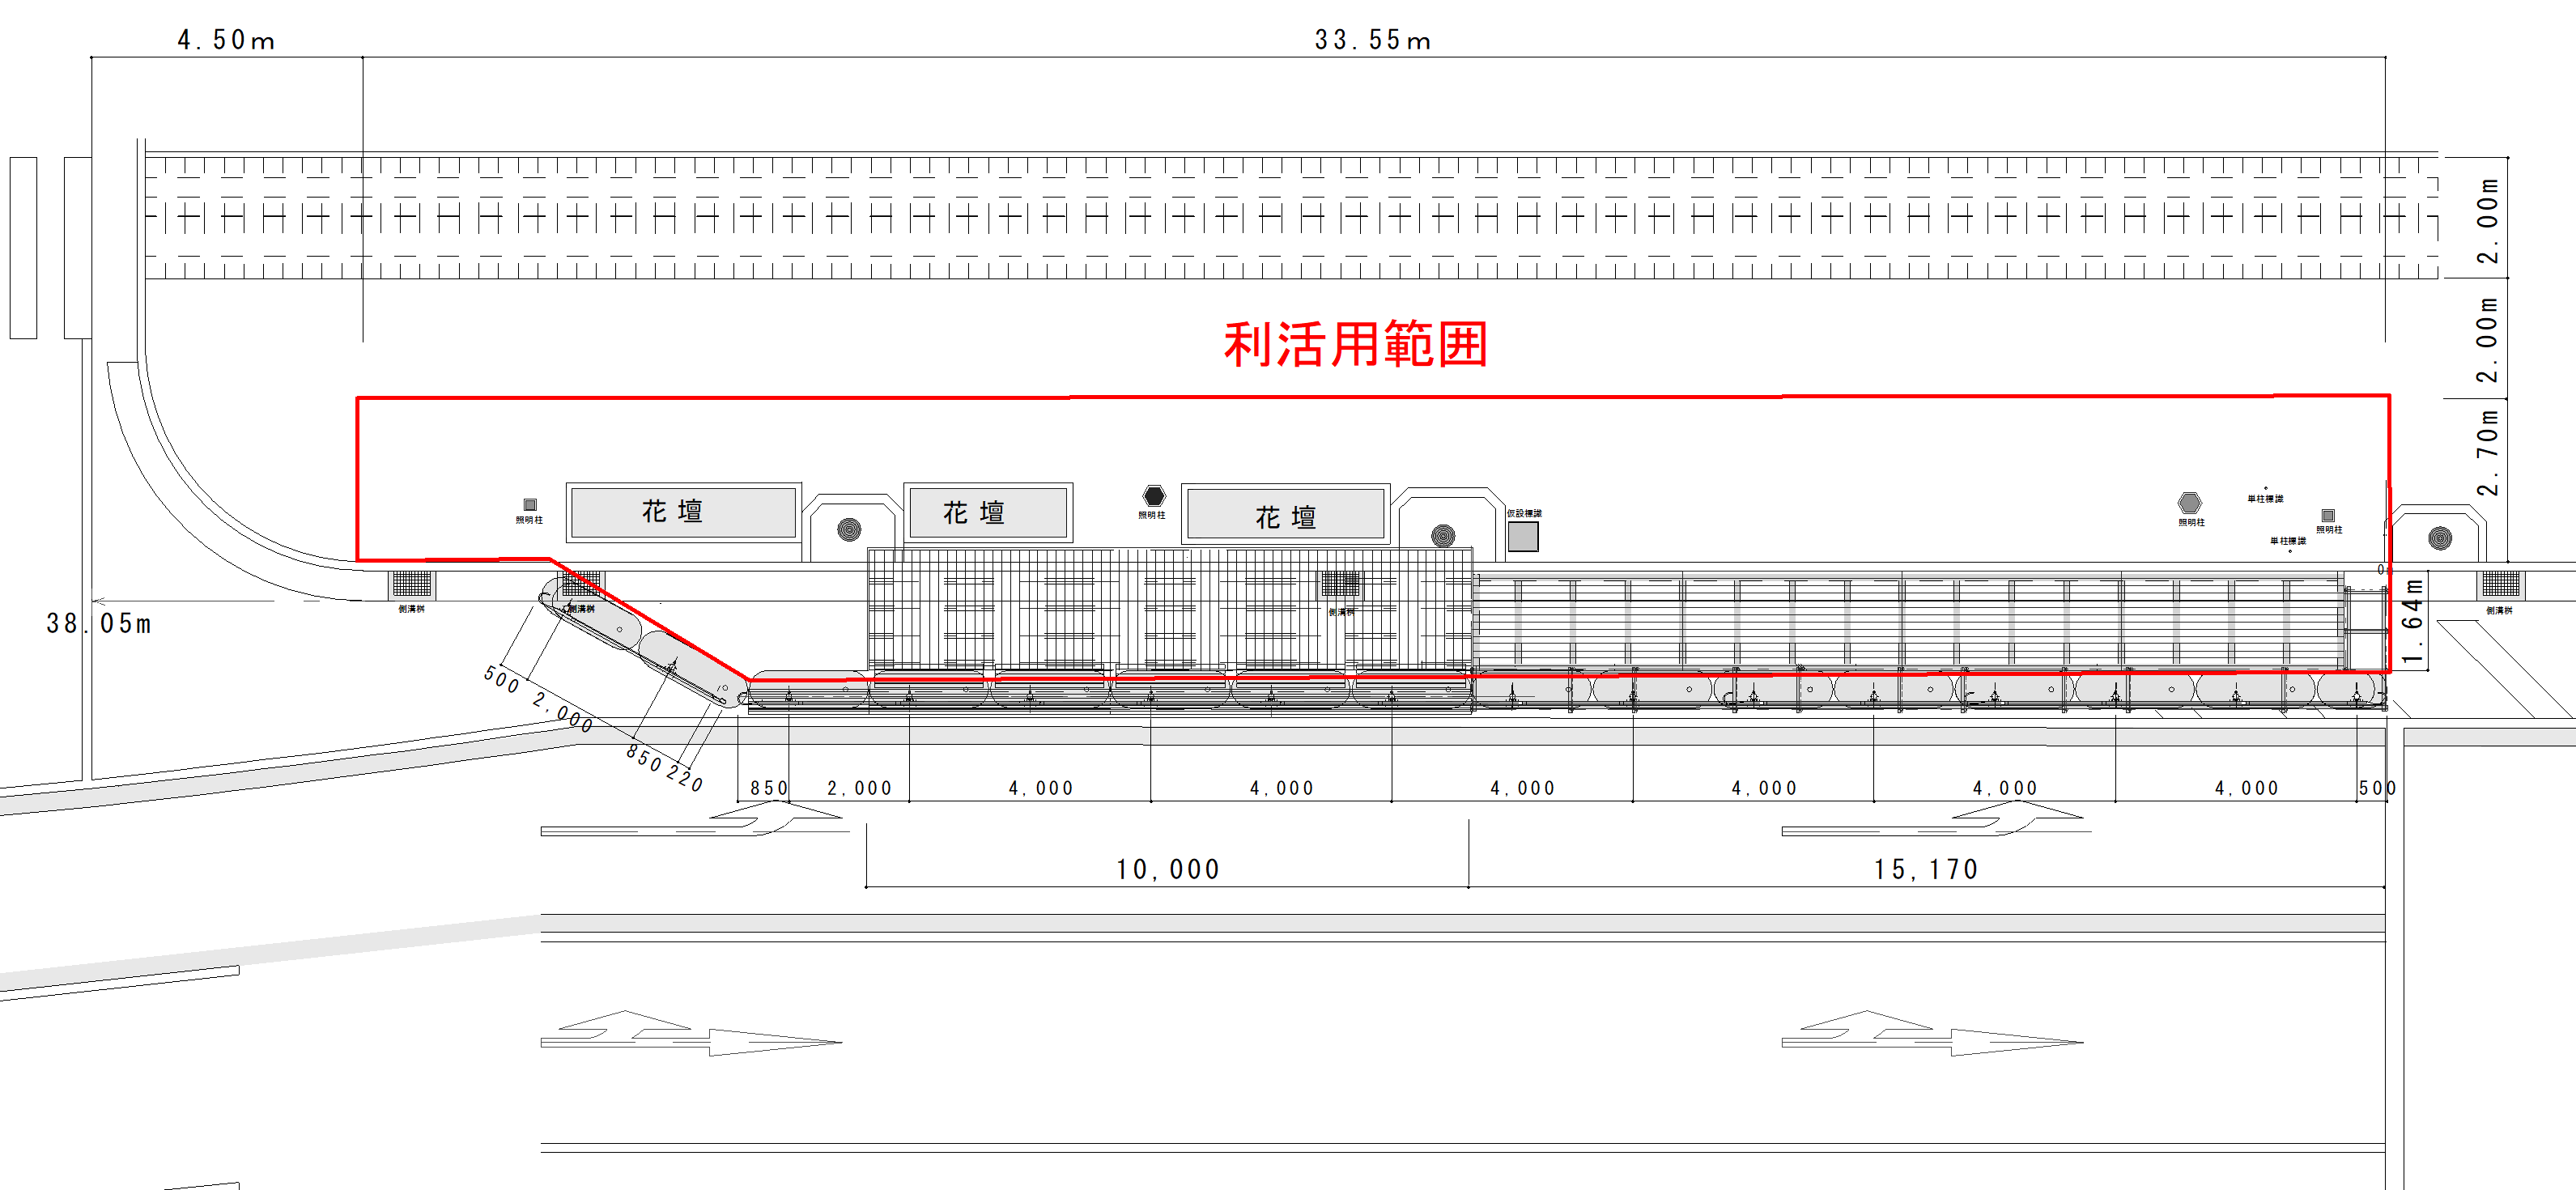 4.50m
33.55m
2.00m
利活用範囲
2.00m
2.70m
花壇
花壇
花壇
照明柱
照明柱
仮設標識
照明柱
単柱標識
照明柱
単柱標識
側溝桝
側溝桝
側溝桝
側溝桝
38.05m
1.64m
500
2,000
850
220
850
2,000
4,000
4,000
4,000
4,000
4,000
4,000
500
10,000
15,170